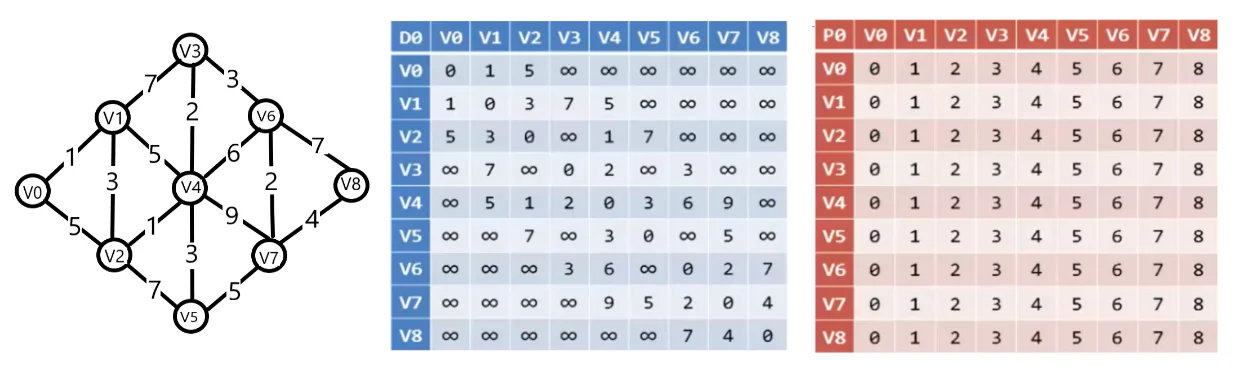 V3
7
3
2
V1
V6
1
5
6
7
3
2
V0
V4
V8
5
1
9
4
V2
3
V7
7
5
V5
D0 V0 V1 V2 V3 V4 V5 V6 V7 V8
V0 0 1 5 ∞ ∞ ∞ ∞ ∞ ∞
V1 1 0 3 7 5 ∞ ∞ ∞ ∞
V2 5 3 0 ∞ 1 7 ∞ ∞ ∞
V3 ∞ 7 ∞ 0 2 ∞ 3 ∞ ∞
V4 ∞ 5 1 2 0 3 6 9 ∞
V5 ∞ ∞ 7 ∞ 3 0 ∞ 5 ∞
V6 ∞ ∞ ∞ 3 6 ∞ 0 2 7
V7 ∞ ∞ ∞ ∞ 9 5 2 0 4
V8 ∞ ∞ ∞ ∞ ∞ ∞ 7 4 0
P0 V0 V1 V2 V3 V4 V5 V6 V7 V8
V0 0 1 2 3 4 5 6 7 8
V1 0 1 2 3 4 5 6 7 8
V2 0 1 2 3 4 5 6 7 8
V3 0 1 2 3 4 5 6 7 8
V4 0 1 2 3 4 5 6 7 8
V5 0 1 2 3 4 5 6 7 8
V6 0 1 2 3 4 5 6 7 8
V7 0 1 2 3 4 5 6 7 8
V8 0 1 2 3 4 5 6 7 8